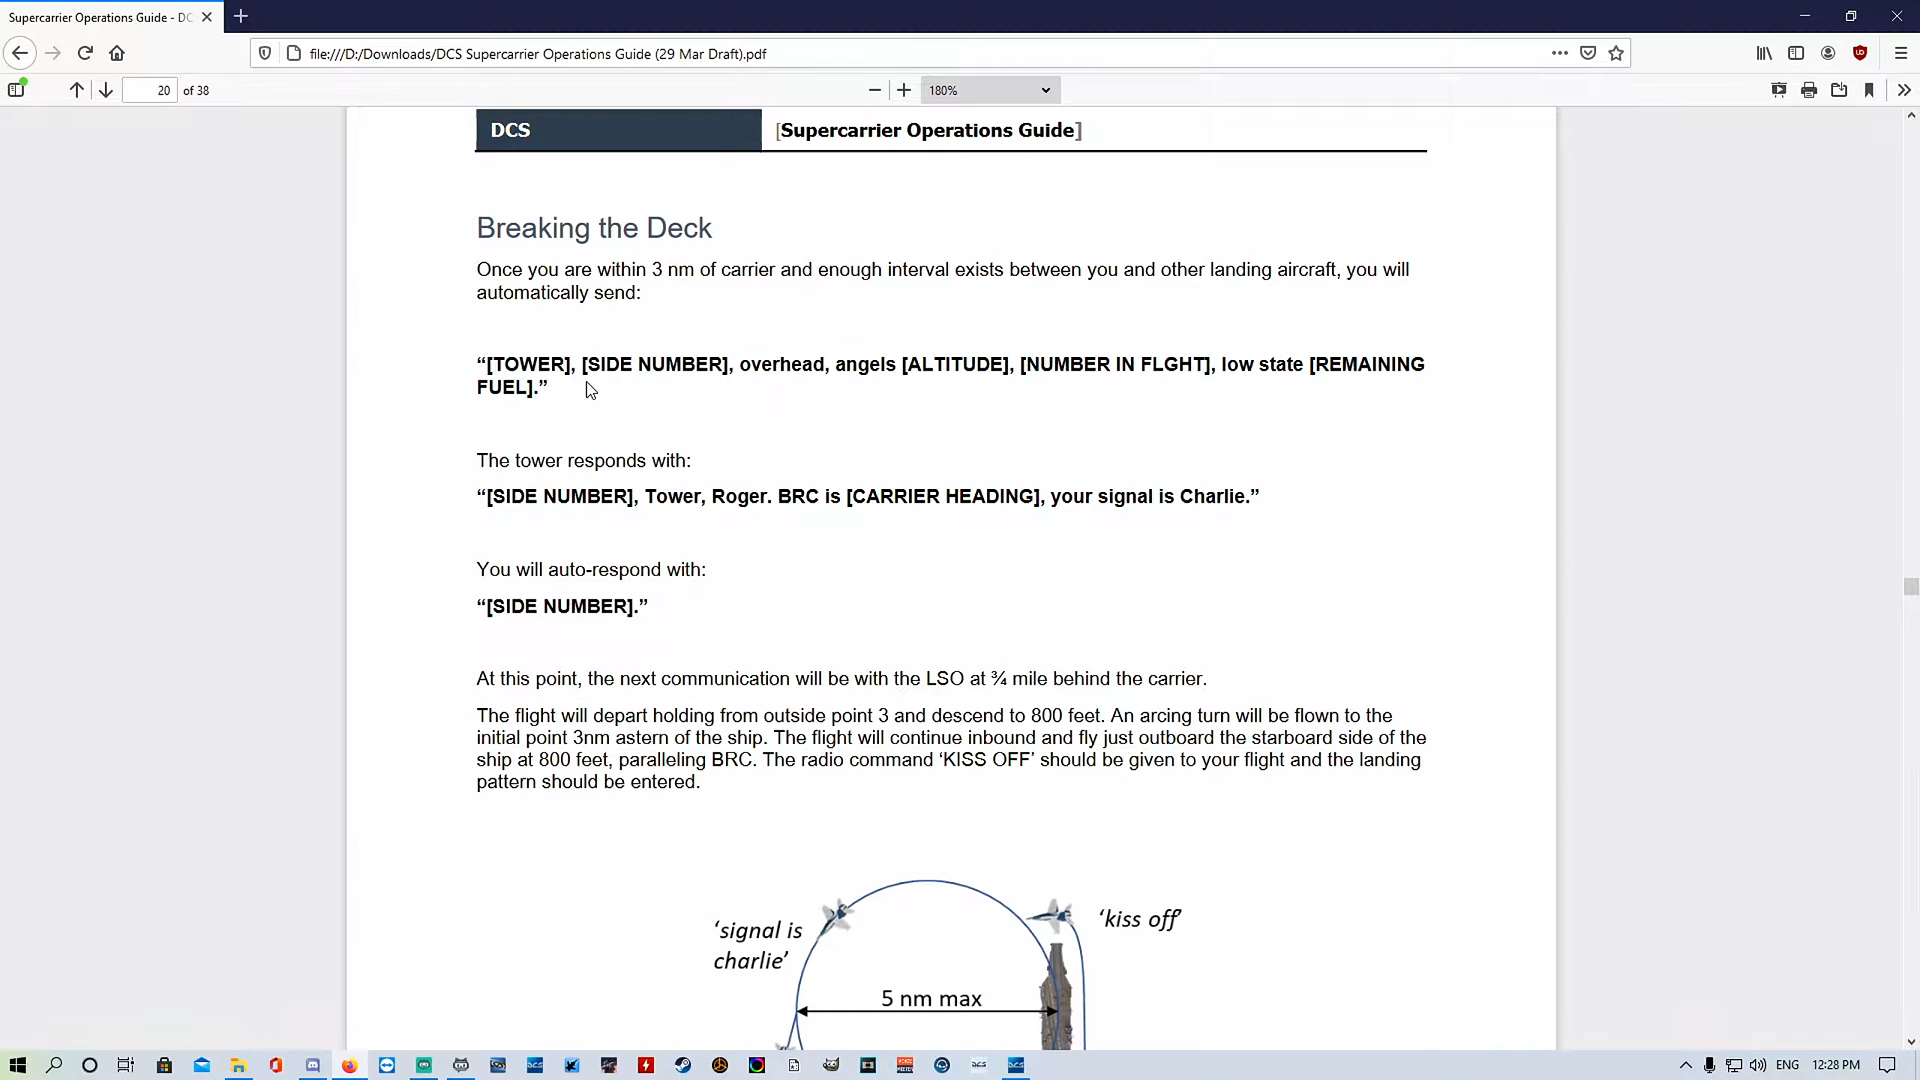 Supercarrier Operations Guide - DC
file:///D:/Downloads/DCS Supercarrier Operations Guide (29 Mar Draft).pdf
20 of 38
180%
DCS [Supercarrier Operations Guide]
Breaking the Deck
Once you are within 3 nm of carrier and enough interval exists between you and other landing aircraft, you will
automatically send:
“[TOWER], [SIDE NUMBER], overhead, angels [ALTITUDE], [NUMBER IN FLGHT], low state [REMAINING
FUEL].”
The tower responds with:
“[SIDE NUMBER], Tower, Roger. BRC is [CARRIER HEADING], your signal is Charlie.”
You will auto-respond with:
“[SIDE NUMBER].”
At this point, the next communication will be with the LSO at ¾ mile behind the carrier.
The flight will depart holding from outside point 3 and descend to 800 feet. An arcing turn will be flown to the
initial point 3nm astern of the ship. The flight will continue inbound and fly just outboard the starboard side of the
ship at 800 feet, paralleling BRC. The radio command ‘KISS OFF’ should be given to your flight and the landing
pattern should be entered.
‘signal is
charlie’
‘kiss off’
5 nm max
ENG 12:28 PM